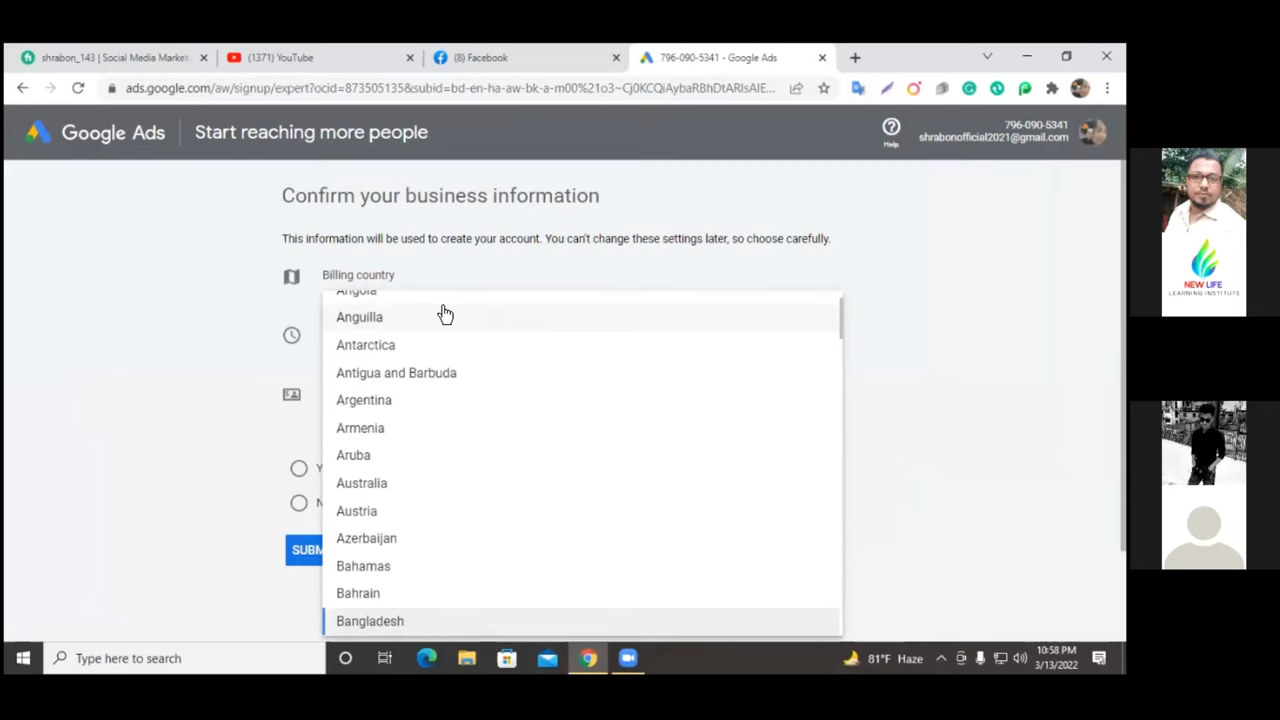 shrabon_143 | Social Media Market
(1371) YouTube
(8) Facebook
796-090-5341 - Google Ads
ads.google.com/aw/signup/expert?ocid=873505135&subid=bd-en-ha-aw-bk-a-m00%21o3~Cj0KCQiAybaRBhDtARIsAIE...
Google Ads
Start reaching more people
Help
796-090-5341
shrabonofficial2021@gmail.com
Confirm your business information
This information will be used to create your account. You can't change these settings later, so choose carefully.
Billing country
Angola
Anguilla
Antarctica
Antigua and Barbuda
Argentina
Armenia
Aruba
Australia
Austria
Azerbaijan
Bahamas
Bahrain
Bangladesh
Y
N
SUBM
NEW LIFE
LEARNING INSTITUTE
Type here to search
81°F Haze
10:58 PM
3/13/2022